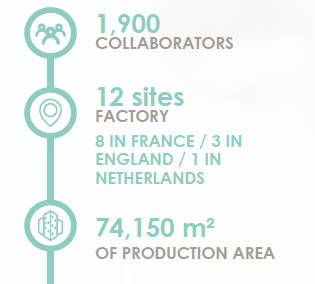 1,900
COLLABORATORS
12 sites
FACTORY
8 IN FRANCE / 3 IN
ENGLAND / 1 IN
NETHERLANDS
74,150 m²
OF PRODUCTION AREA